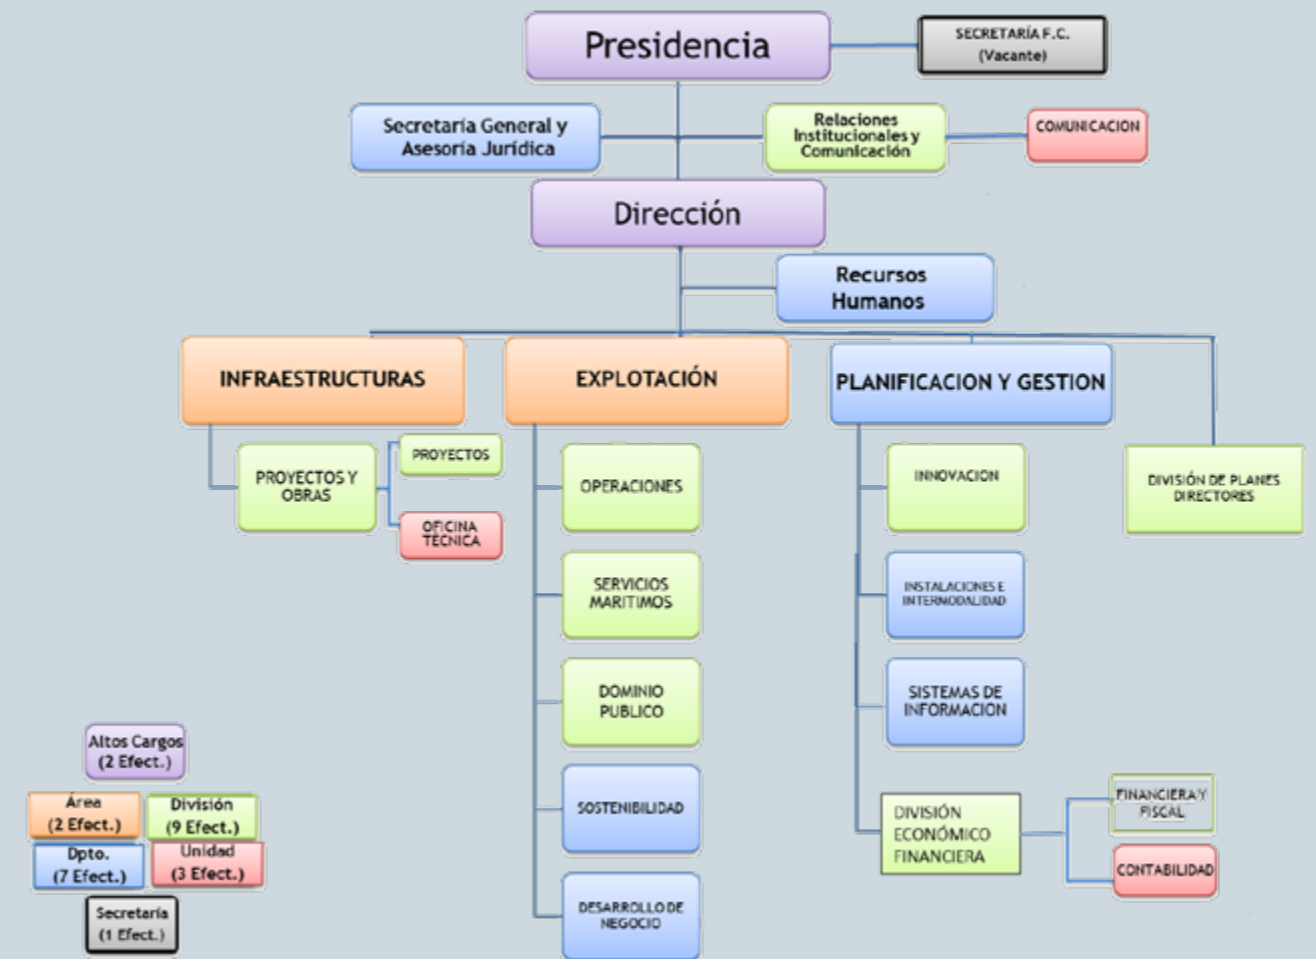 Presidencia
SECRETARÍA F.C.
(Vacante)
Secretaría General y
Asesoría Jurídica
Relaciones
Institucionales y
Comunicación
COMUNICACION
Dirección
Recursos
Humanos
INFRAESTRUCTURAS
EXPLOTACIÓN
PLANIFICACION Y GESTION
PROYECTOS Y
OBRAS
PROYECTOS
OFICINA
TÉCNICA
OPERACIONES
SERVICIOS
MARITIMOS
DOMINIO
PUBLICO
SOSTENIBILIDAD
DESARROLLO DE
NEGOCIO
INNOVACION
INSTALACIONES E
INTERMODALIDAD
SISTEMAS DE
INFORMACION
DIVISIÓN
ECONÓMICO
FINANCIERA
FINANCIERA Y
FISCAL
CONTABILIDAD
DIVISIÓN DE PLANES
DIRECTORES
Altos Cargos
(2 Efect.)
Área
(2 Efect.)
División
(9 Efect.)
Dpto.
(7 Efect.)
Unidad
(3 Efect.)
Secretaría
(1 Efect.)